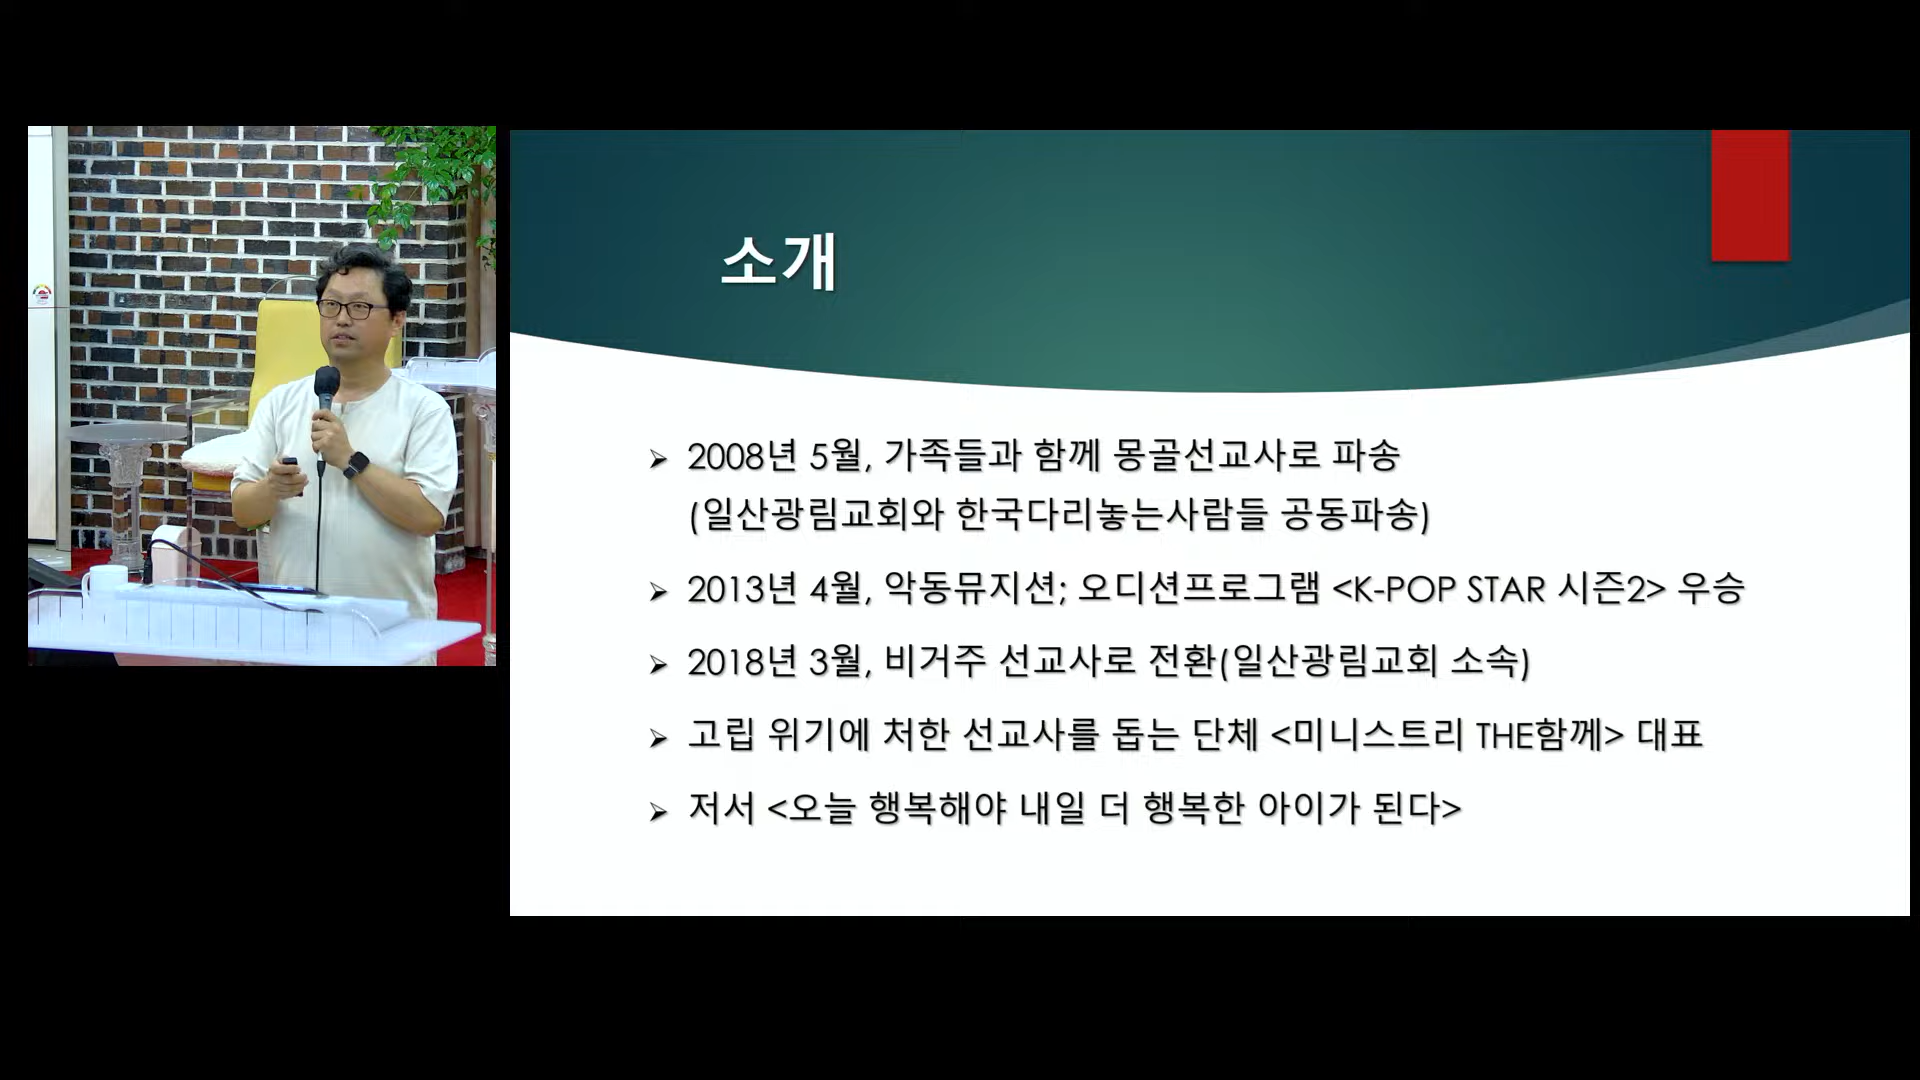 소개
➢ 2008년 5월, 가족들과 함께 몽골선교사로 파송
(일산광림교회와 한국다리놓는사람들 공동파송)
➢ 2013년 4월, 악동뮤지션; 오디션프로그램 <K-POP STAR 시즌2> 우승
➢ 2018년 3월, 비거주 선교사로 전환(일산광림교회 소속)
➢ 고립 위기에 처한 선교사를 돕는 단체 <미니스트리 THE함께> 대표
➢ 저서 <오늘 행복해야 내일 더 행복한 아이가 된다>